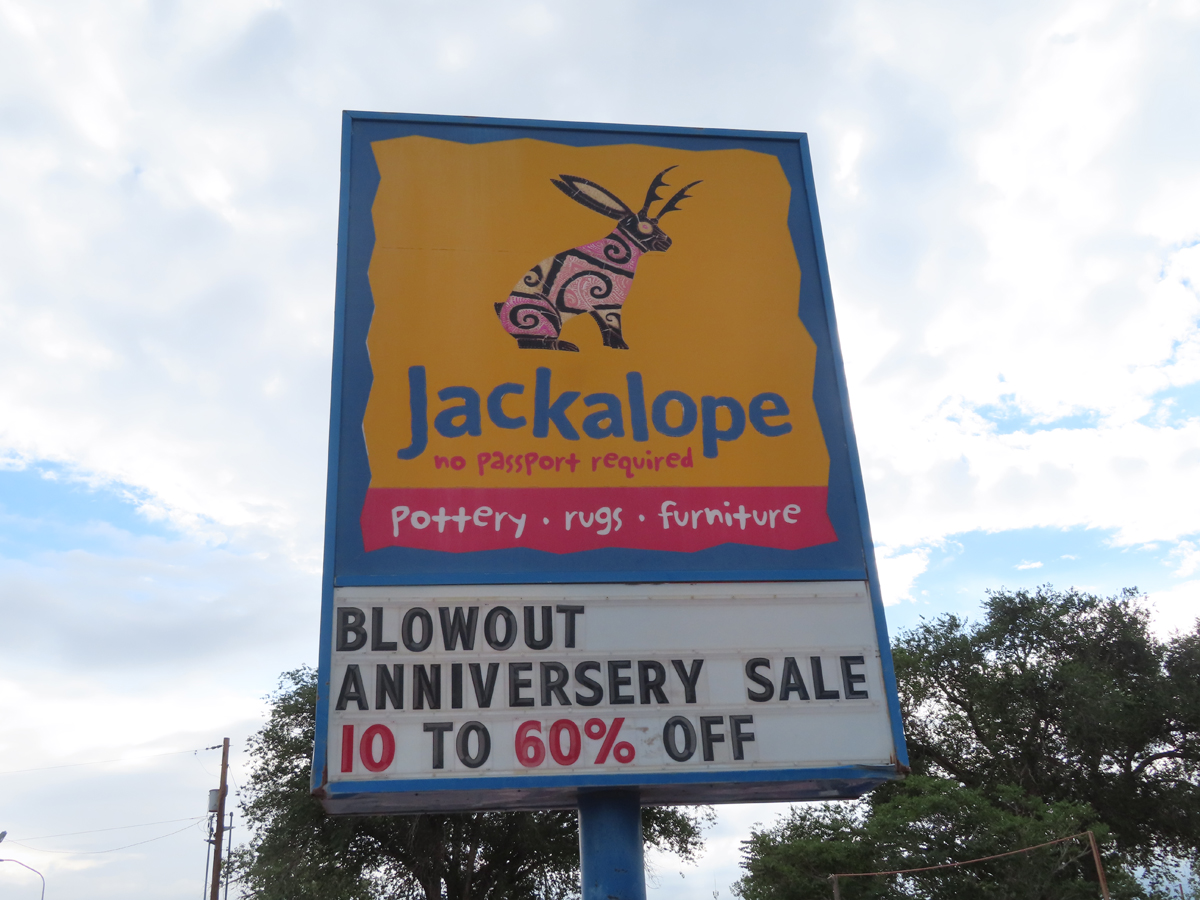 Jackalope
no passport required
Pottery · rugs · furniture
BLOWOUT
ANNIVERSERY SALE
10 TO 60% OFF